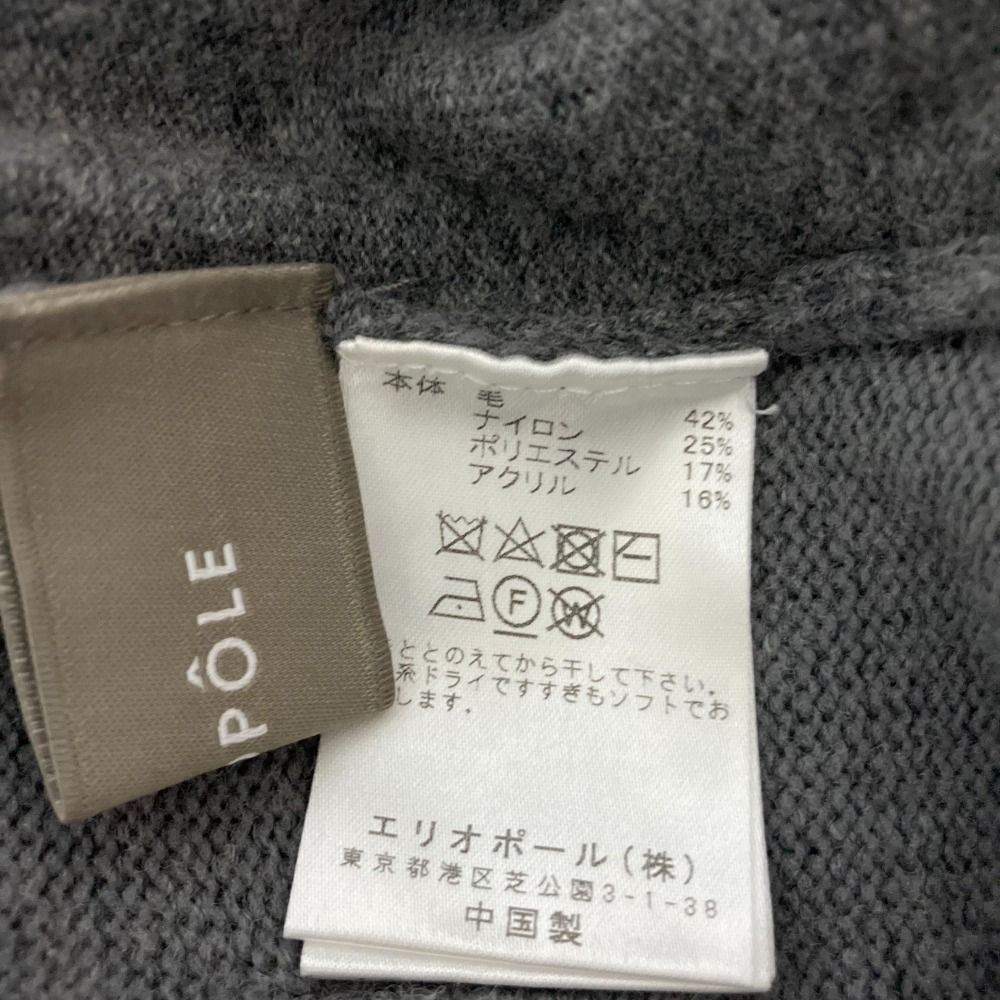 本体 毛 42%
ナイロン 25%
ポリエステル 17%
アクリル 16%
F
W
ととのえてから干して下さい。
系ドライですすぎもソフトでお
します。
エリオポール(株)
東京都港区芝公園3-1-38
中国製
PÔLE